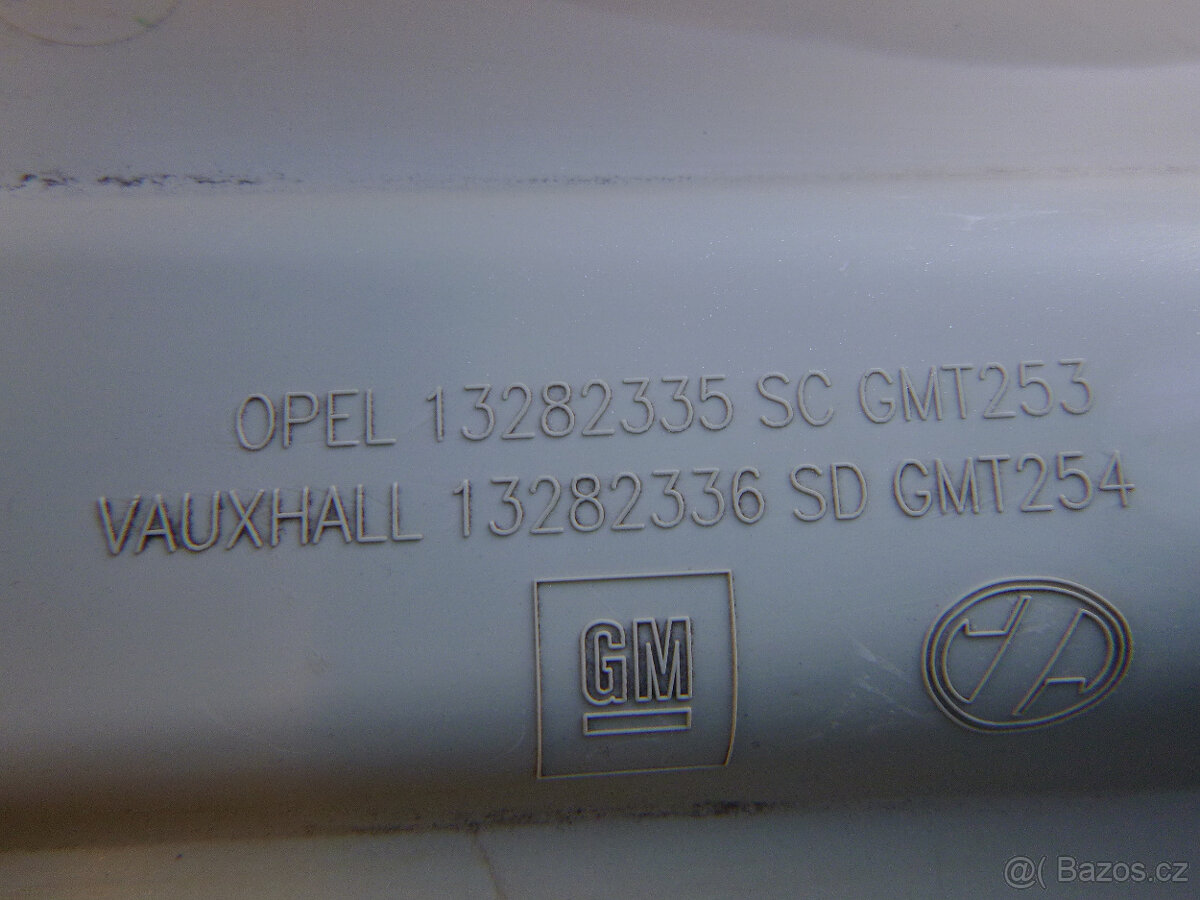 OPEL 13282335 SC GMT253
VAUXHALL 13282336 SD GMT254
GM
@( Bazos.cz